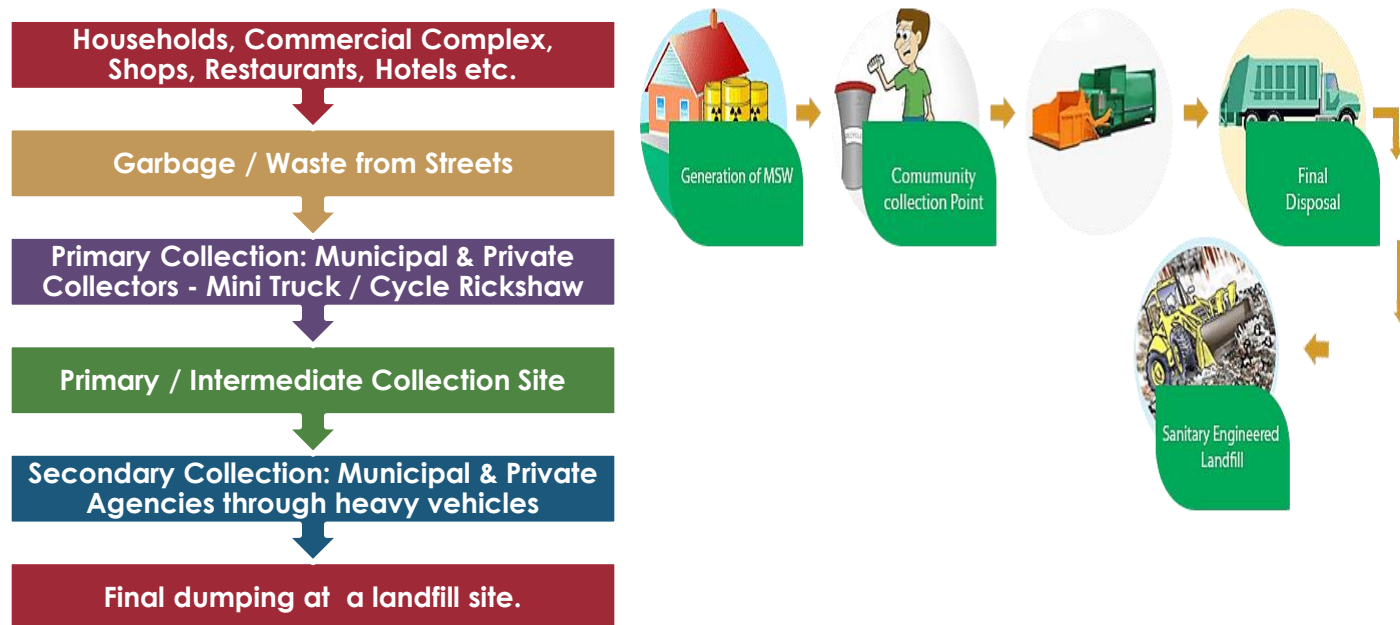 Households, Commercial Complex,
Shops, Restaurants, Hotels etc.
Garbage / Waste from Streets
Primary Collection: Municipal & Private
Collectors - Mini Truck / Cycle Rickshaw
Primary / Intermediate Collection Site
Secondary Collection: Municipal & Private
Agencies through heavy vehicles
Final dumping at a landfill site.
Generation of MSW
Comumunity
collection Point
Final
Disposal
Sanitary Engineered
Landfill